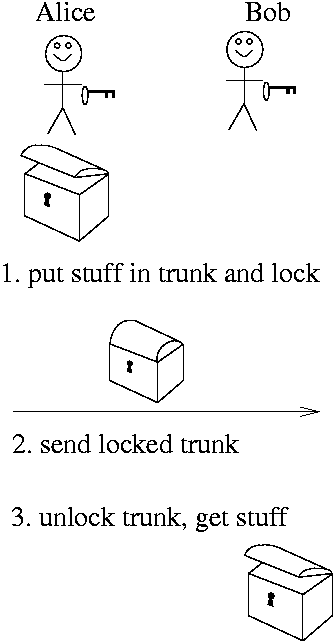 Alice Bob
1. put stuff in trunk and lock
2. send locked trunk
3. unlock trunk, get stuff